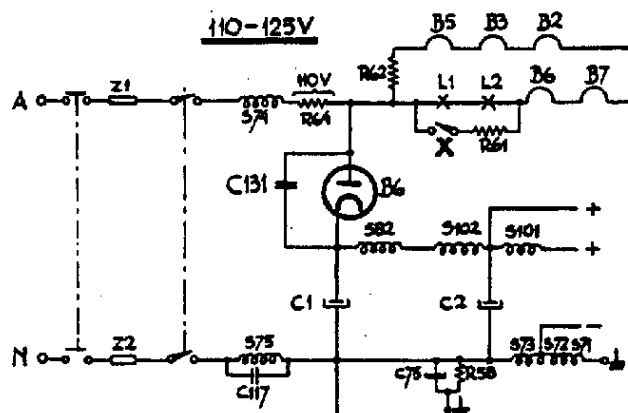 110-125V
B5 B3 B2
R62
110V
L1 L2 B6 B7
A Z1 S74 R64
X R61
C131 B6
S82 S102 S101 +
+
C1 C2
N Z2 S75 S73 S72 S71 -
C117 C75 R58